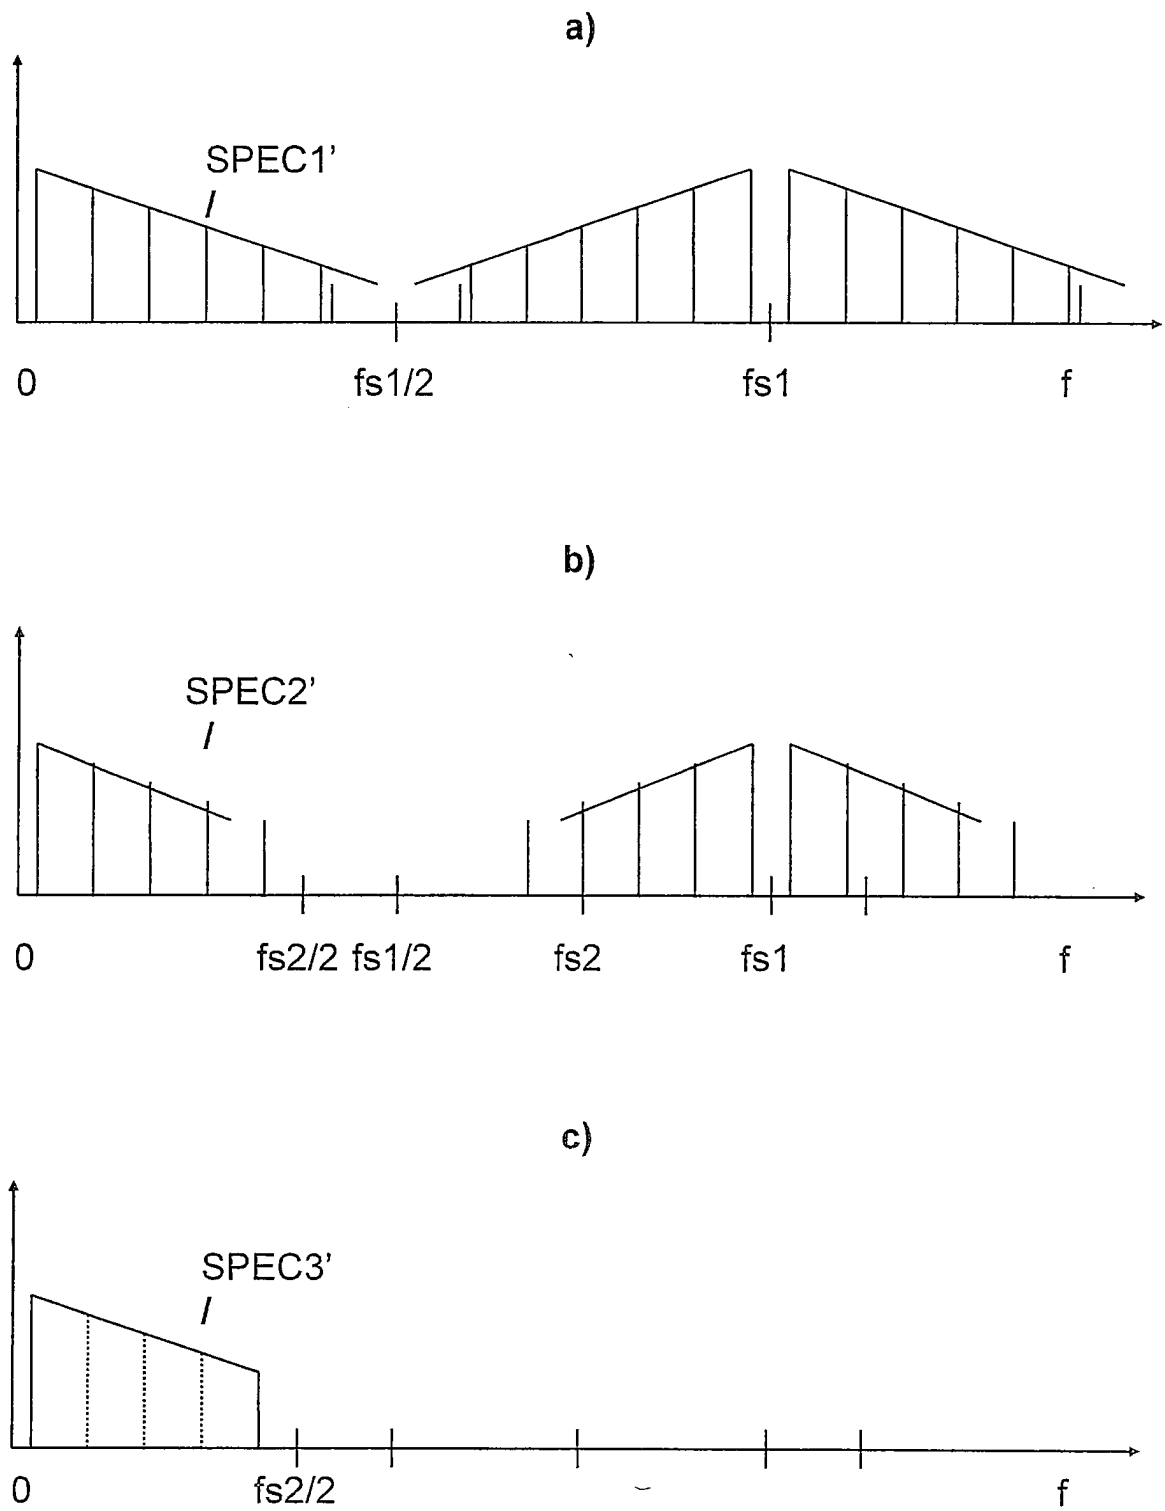 a)
SPEC1'
0 fs1/2 fs1 f
b)
SPEC2'
0 fs2/2 fs1/2 fs2 fs1 f
c)
SPEC3'
0 fs2/2 f